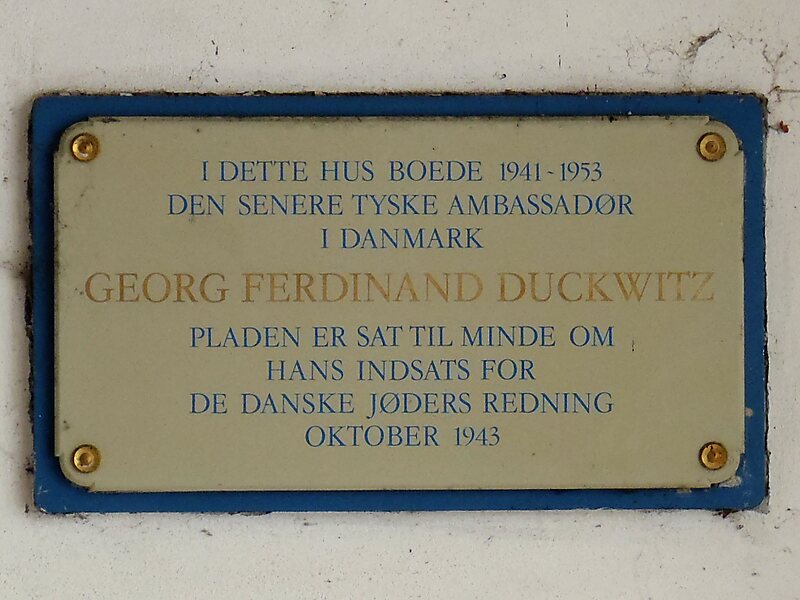 I DETTE HUS BOEDE 1941-1953
DEN SENERE TYSKE AMBASSADØR
I DANMARK
GEORG FERDINAND DUCKWITZ
PLADEN ER SAT TIL MINDE OM
HANS INDSATS FOR
DE DANSKE JØDERS REDNING
OKTOBER 1943